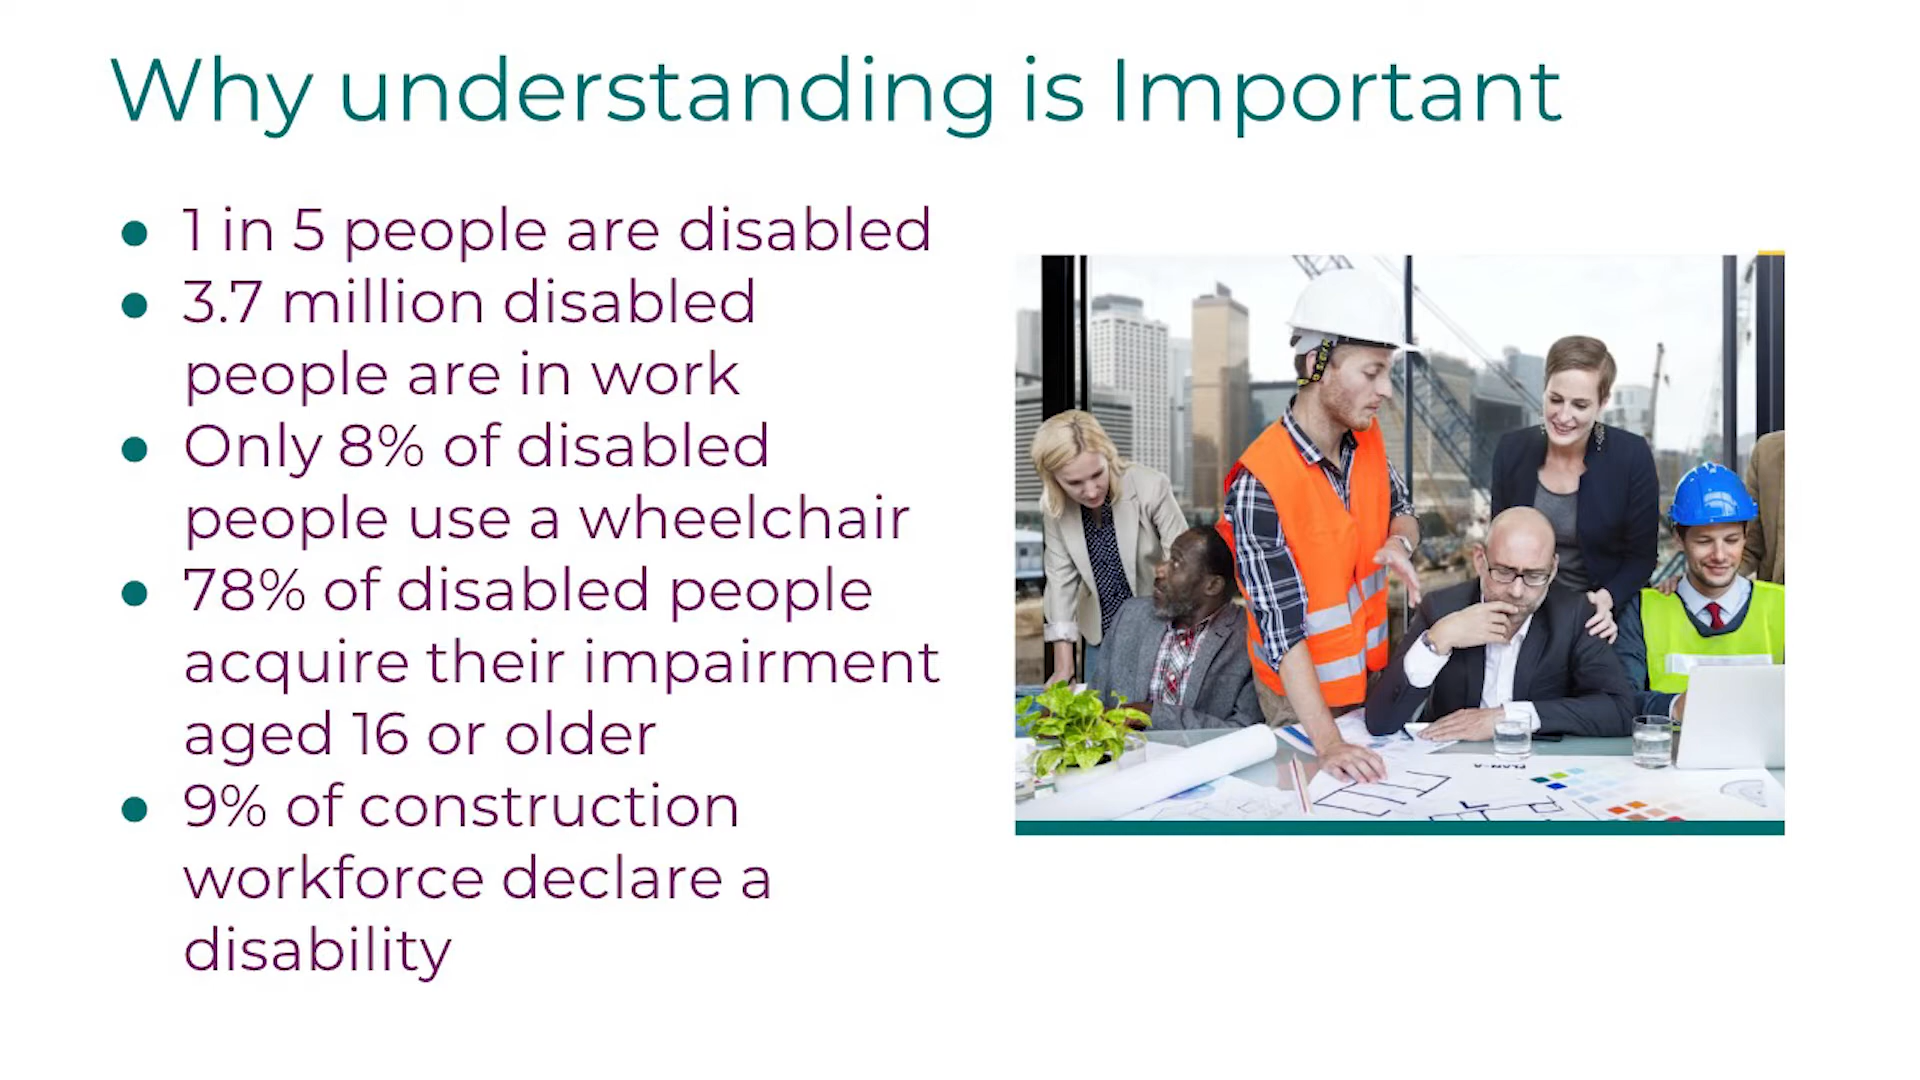 Why understanding is Important
● 1 in 5 people are disabled
● 3.7 million disabled
people are in work
● Only 8% of disabled
people use a wheelchair
● 78% of disabled people
acquire their impairment
aged 16 or older
● 9% of construction
workforce declare a
disability
PLAN-A